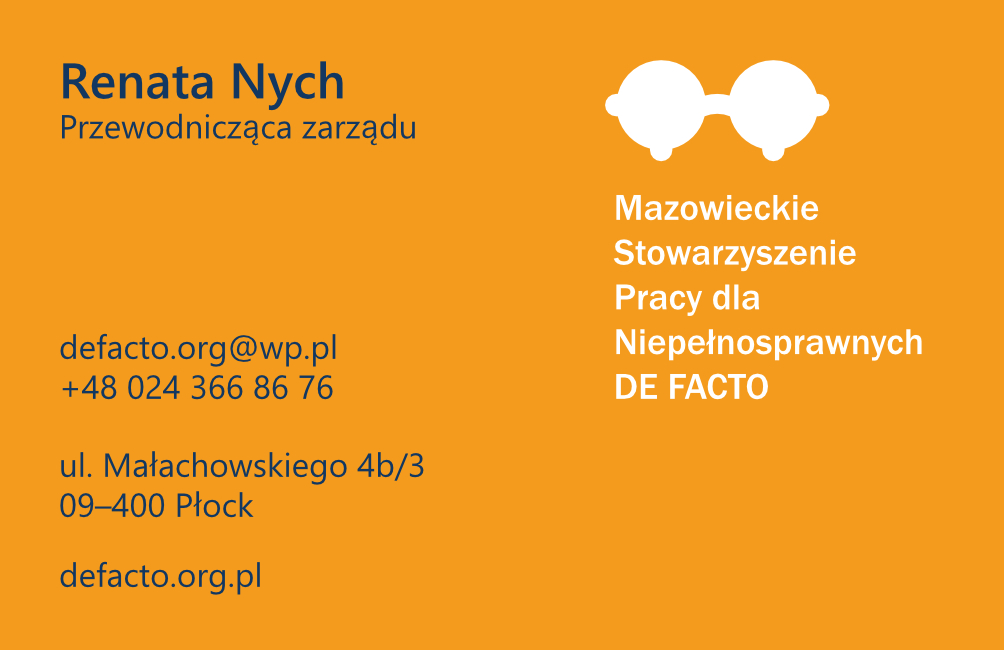 Renata Nych
Przewodnicząca zarządu
defacto.org@wp.pl
+48 024 366 86 76
ul. Małachowskiego 4b/3
09–400 Płock
defacto.org.pl
Mazowieckie
Stowarzyszenie
Pracy dla
Niepełnosprawnych
DE FACTO